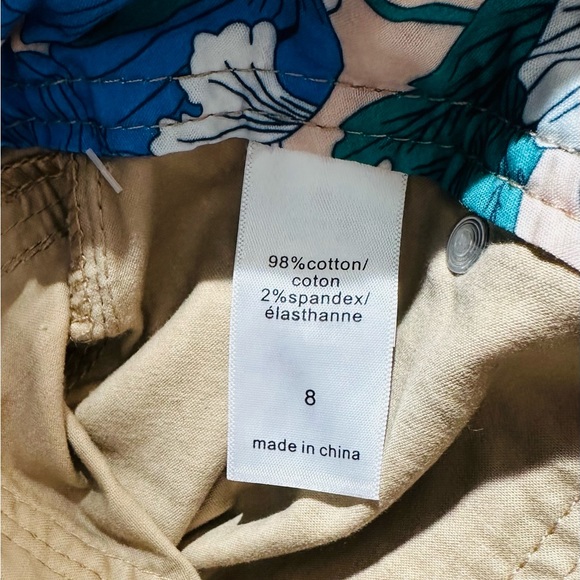 98%cotton/
coton
2%spandex/
élasthanne
8
made in china